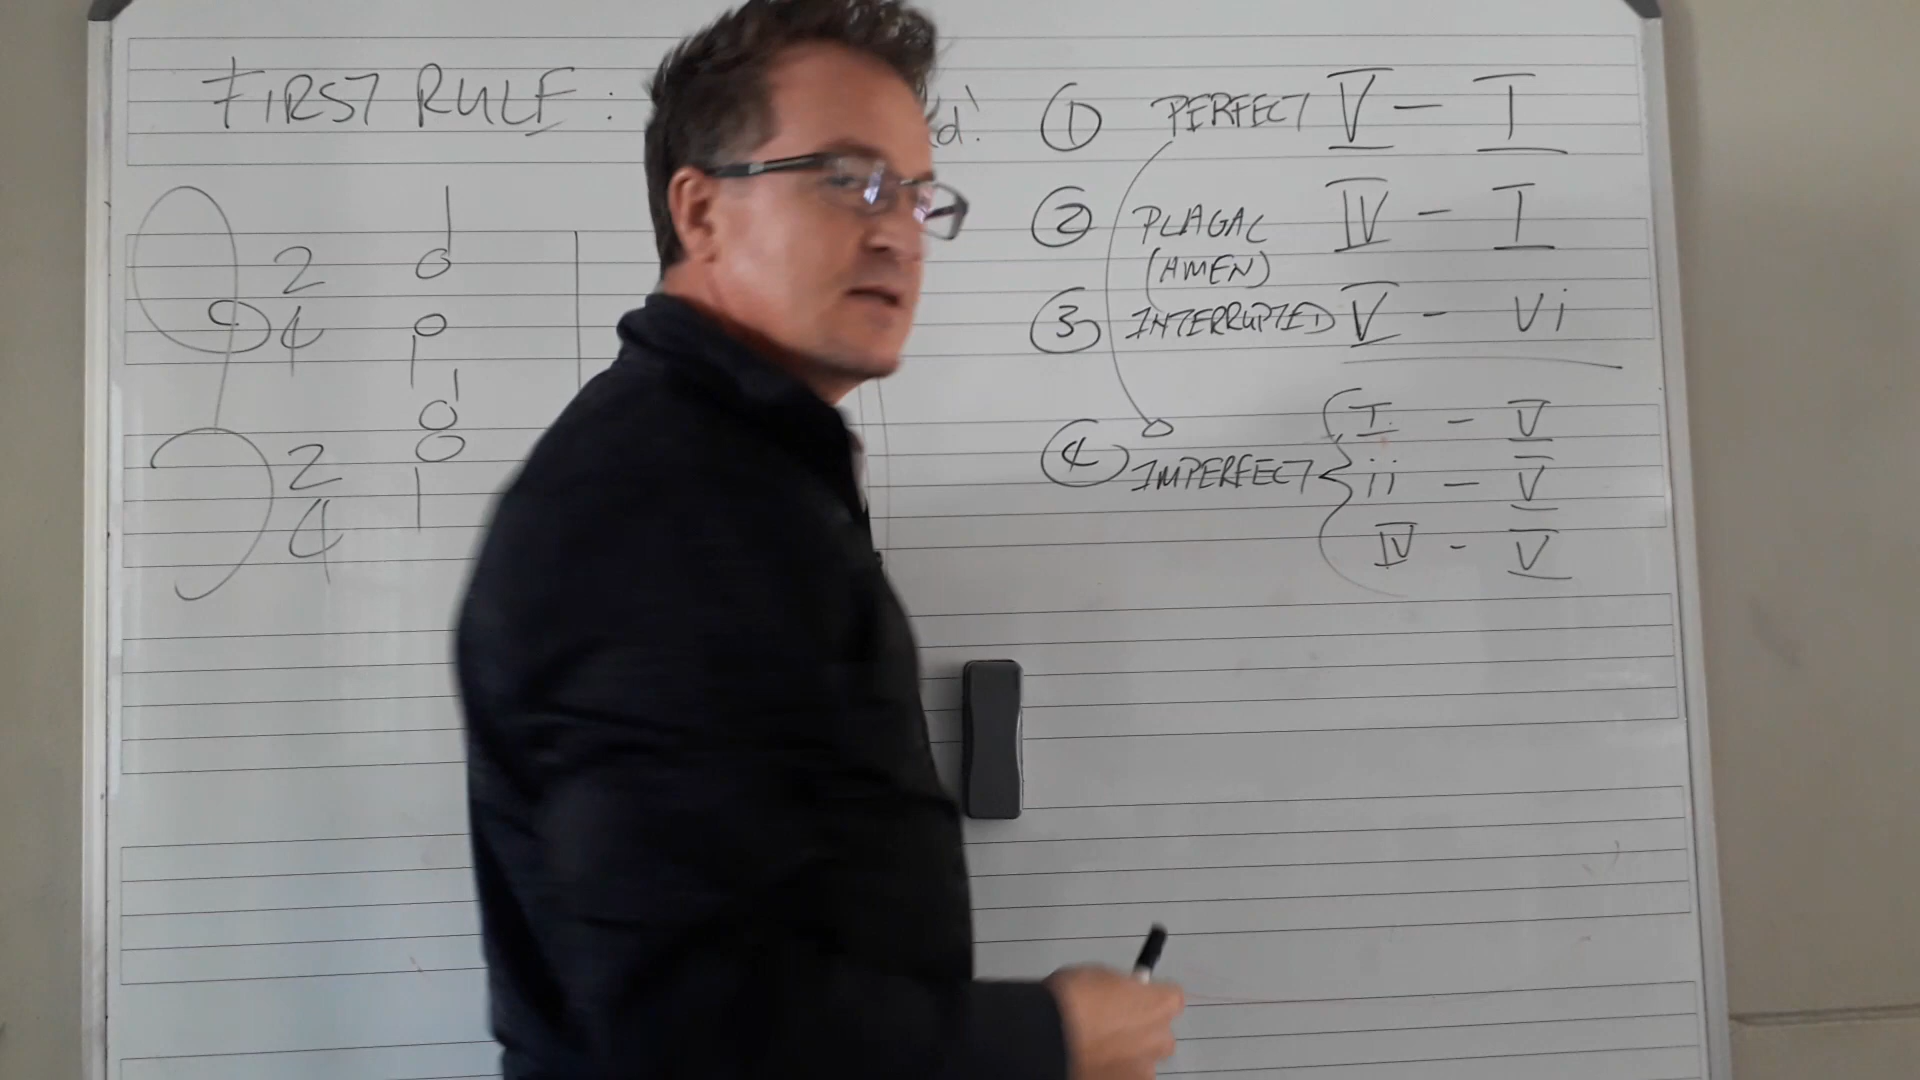 FIRST RULE:
2
4
2
4
① PERFECT V - I
② PLAGAL IV - I
(AMEN)
③ INTERRUPTED V - vi
④ IMPERFECT { I - V
ii - V
IV - V